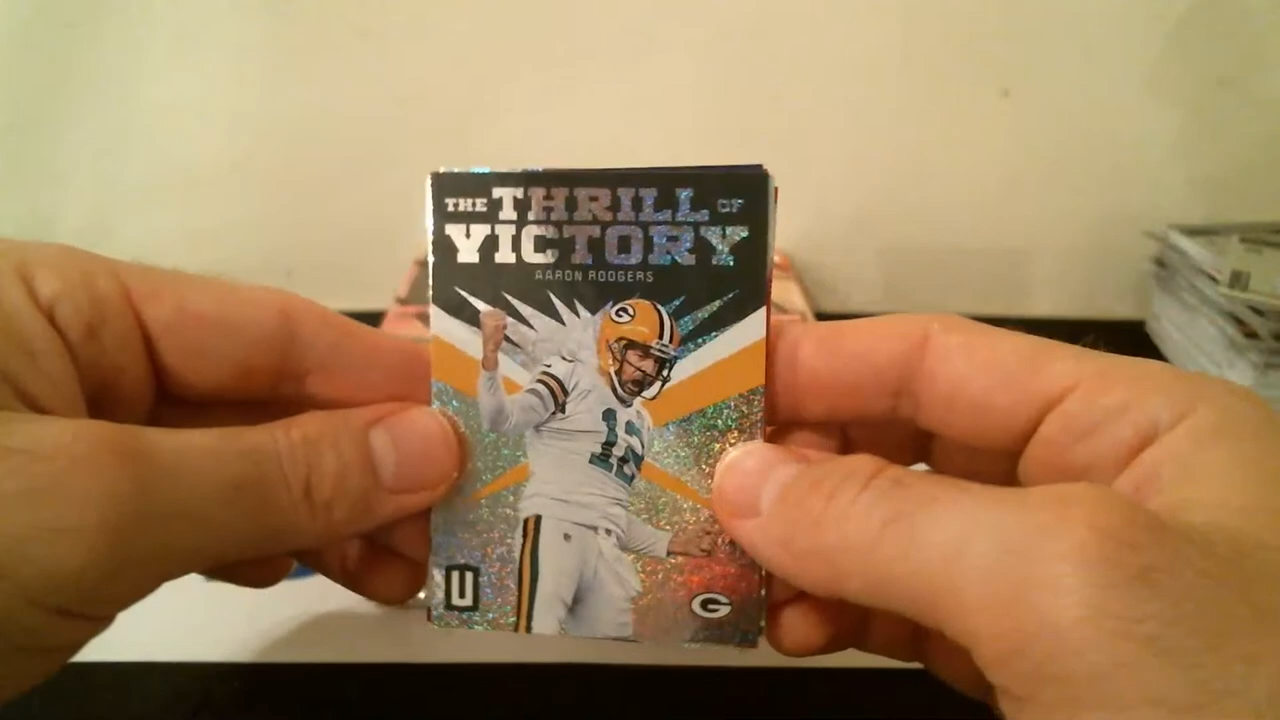 THE THRILL OF
VICTORY
AARON RODGERS
G
12
U
G